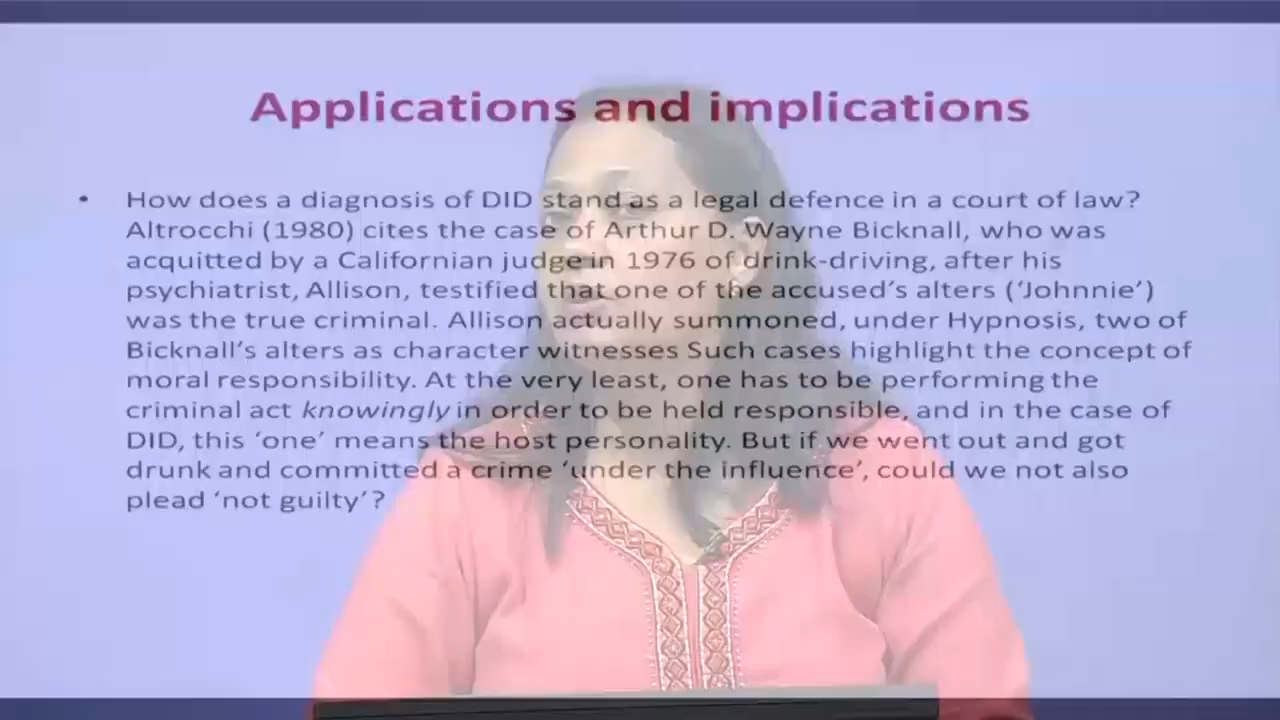 Applications and implications
• How does a diagnosis of DID stand as a legal defence in a court of law?
Altrocchi (1980) cites the case of Arthur D. Wayne Bicknall, who was
acquitted by a Californian judge in 1976 of drink-driving, after his
psychiatrist, Allison, testified that one of the accused's alters ('Johnnie')
was the true criminal. Allison actually summoned, under Hypnosis, two of
Bicknall's alters as character witnesses Such cases highlight the concept of
moral responsibility. At the very least, one has to be performing the
criminal act knowingly in order to be held responsible, and in the case of
DID, this 'one' means the host personality. But if we went out and got
drunk and committed a crime 'under the influence', could we not also
plead 'not guilty'?